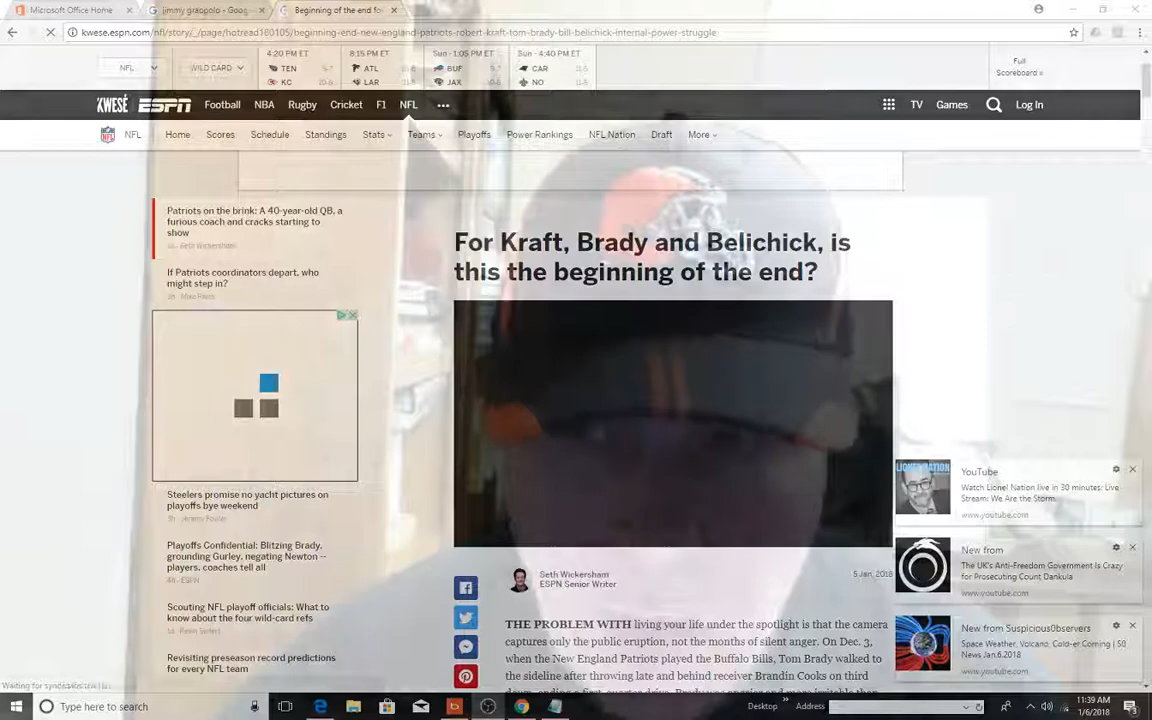 Microsoft Office Home
jimmy graopolo - Goog
Beginning of the end fo
kwese.espn.com/nfl/story/_/page/hotread180105/beginning-end-new-england-patriots-robert-kraft-tom-brady-bill-belichick-internal-power-struggle
NFL
WILD CARD
4:20 PM ET
TEN
KC
8:15 PM ET
ATL
LAR
Sun - 1:05 PM ET
BUF
JAX
Sun - 4:40 PM ET
CAR
NO
Full
Scoreboard »
KWESÉ ESPN Football NBA Rugby Cricket F1 NFL TV Games Log In
NFL Home Scores Schedule Standings Stats Teams Playoffs Power Rankings NFL Nation Draft More
Patriots on the brink: A 40-year-old QB, a
furious coach and cracks starting to
show
Seth Wickersham
If Patriots coordinators depart, who
might step in?
Steelers promise no yacht pictures on
playoffs bye weekend
Jeremy Fowler
Playoffs Confidential: Blitzing Brady,
grounding Gurley, negating Newton --
players, coaches tell all
ESPN
Scouting NFL playoff officials: What to
know about the four wild-card refs
Kevin Seifert
Revisiting preseason record predictions
for every NFL team
For Kraft, Brady and Belichick, is
this the beginning of the end?
Seth Wickersham
ESPN Senior Writer
5 Jan, 2018
THE PROBLEM WITH living your life under the spotlight is that the camera
captures only the public eruption, not the months of silent anger. On Dec. 3,
when the New England Patriots played the Buffalo Bills, Tom Brady walked to
the sideline after throwing late and behind receiver Brandin Cooks on third
LIONEL NATION
YouTube
Watch Lionel Nation live in 30 minutes: Live
Stream: We Are the Storm.
www.youtube.com
New from
The UK's Anti-Freedom Government Is Crazy
for Prosecuting Count Dankula
www.youtube.com
New from Suspicious0bservers
Space Weather, Volcano, Cold-er Coming | S0
News Jan.6.2018
www.youtube.com
Type here to search
Desktop
Address
11:39 AM
1/6/2018